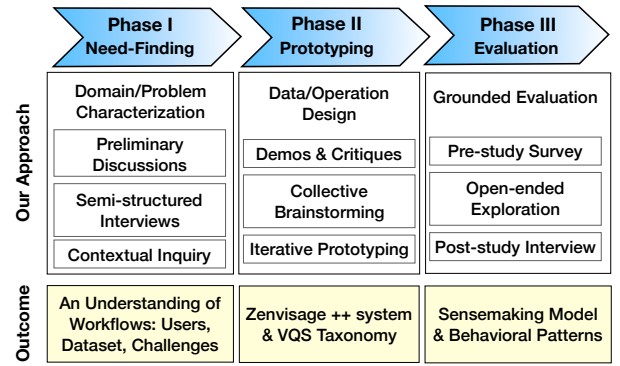 Phase I
Need-Finding
Phase II
Prototyping
Phase III
Evaluation
Our Approach
Domain/Problem
Characterization
Preliminary
Discussions
Semi-structured
Interviews
Contextual Inquiry
Data/Operation
Design
Demos & Critiques
Collective
Brainstorming
Iterative Prototyping
Grounded Evaluation
Pre-study Survey
Open-ended
Exploration
Post-study Interview
Outcome
An Understanding of
Workflows: Users,
Dataset, Challenges
Zenvisage ++ system
& VQS Taxonomy
Sensemaking Model
& Behavioral Patterns